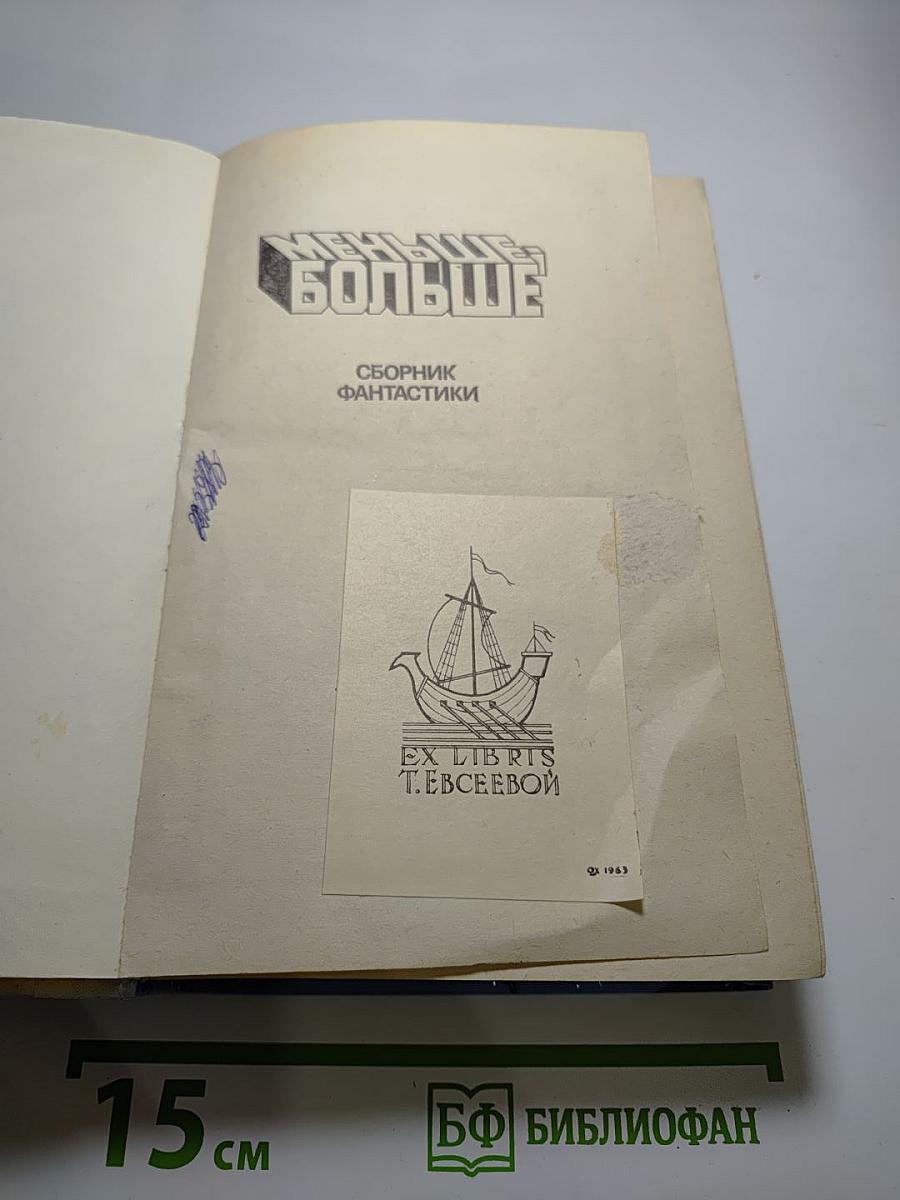 МЕНЬШЕ,
БОЛЬШЕ
СБОРНИК
ФАНТАСТИКИ
EX LIBRIS
Т. ЕВСЕЕВОЙ
1963
15 см
БФ БИБЛИОФАН